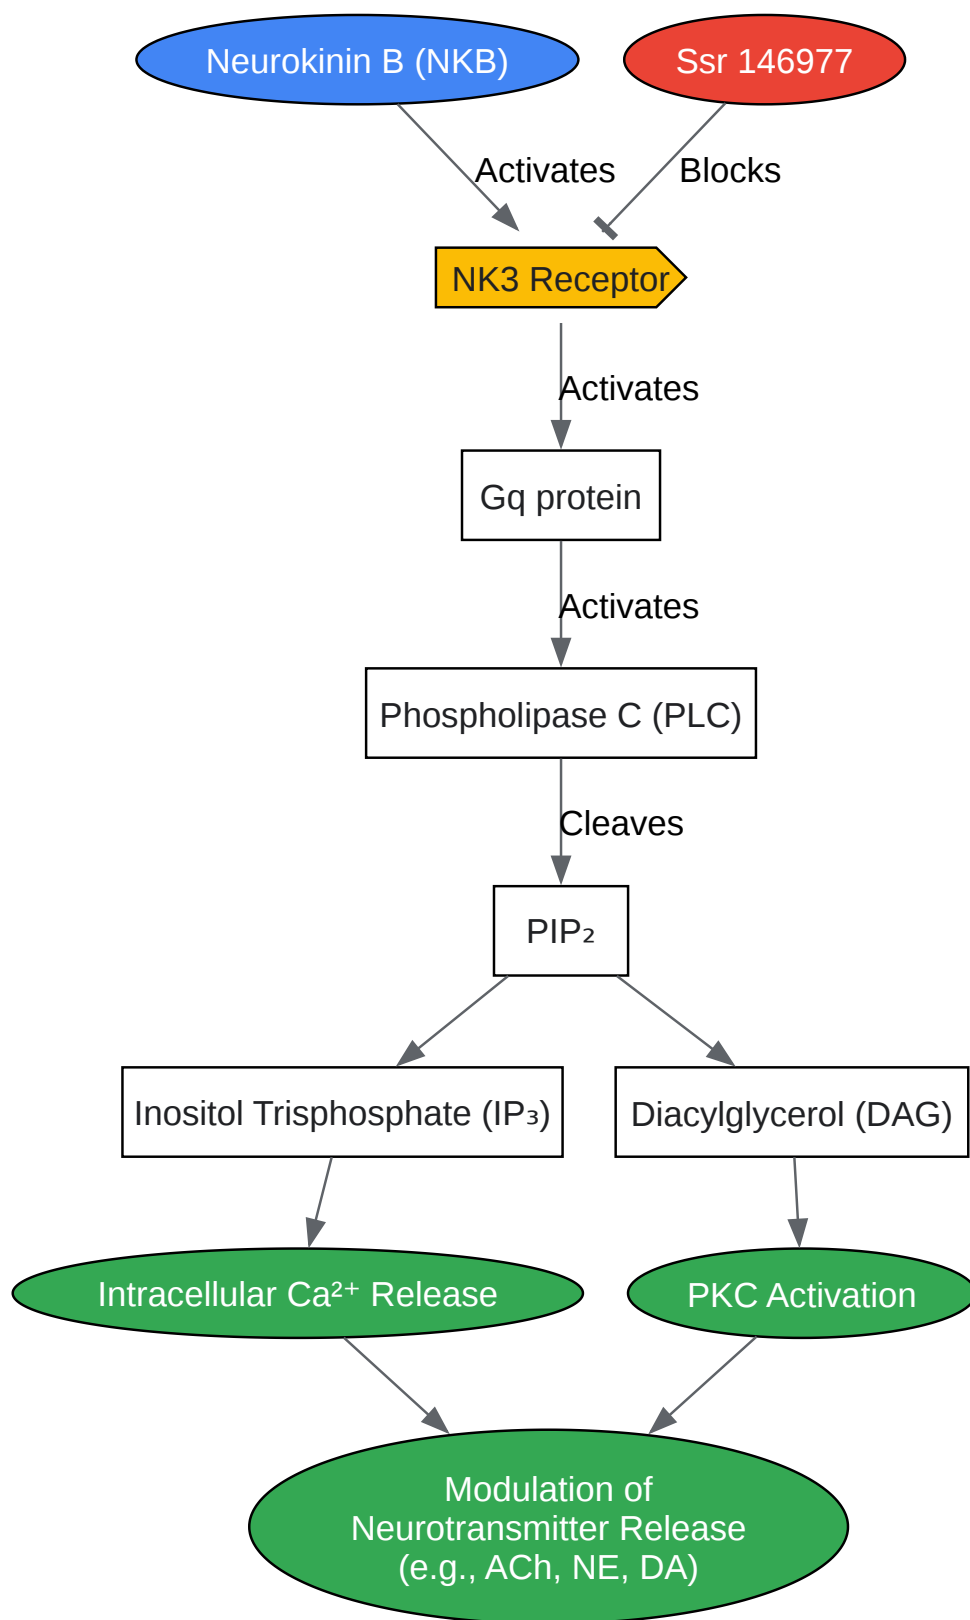 Neurokinin B (NKB)
Ssr 146977
Activates
Blocks
NK3 Receptor
Activates
Gq protein
Activates
Phospholipase C (PLC)
Cleaves
PIP₂
Inositol Trisphosphate (IP₃)
Diacylglycerol (DAG)
Intracellular Ca²⁺ Release
PKC Activation
Modulation of
Neurotransmitter Release
(e.g., ACh, NE, DA)